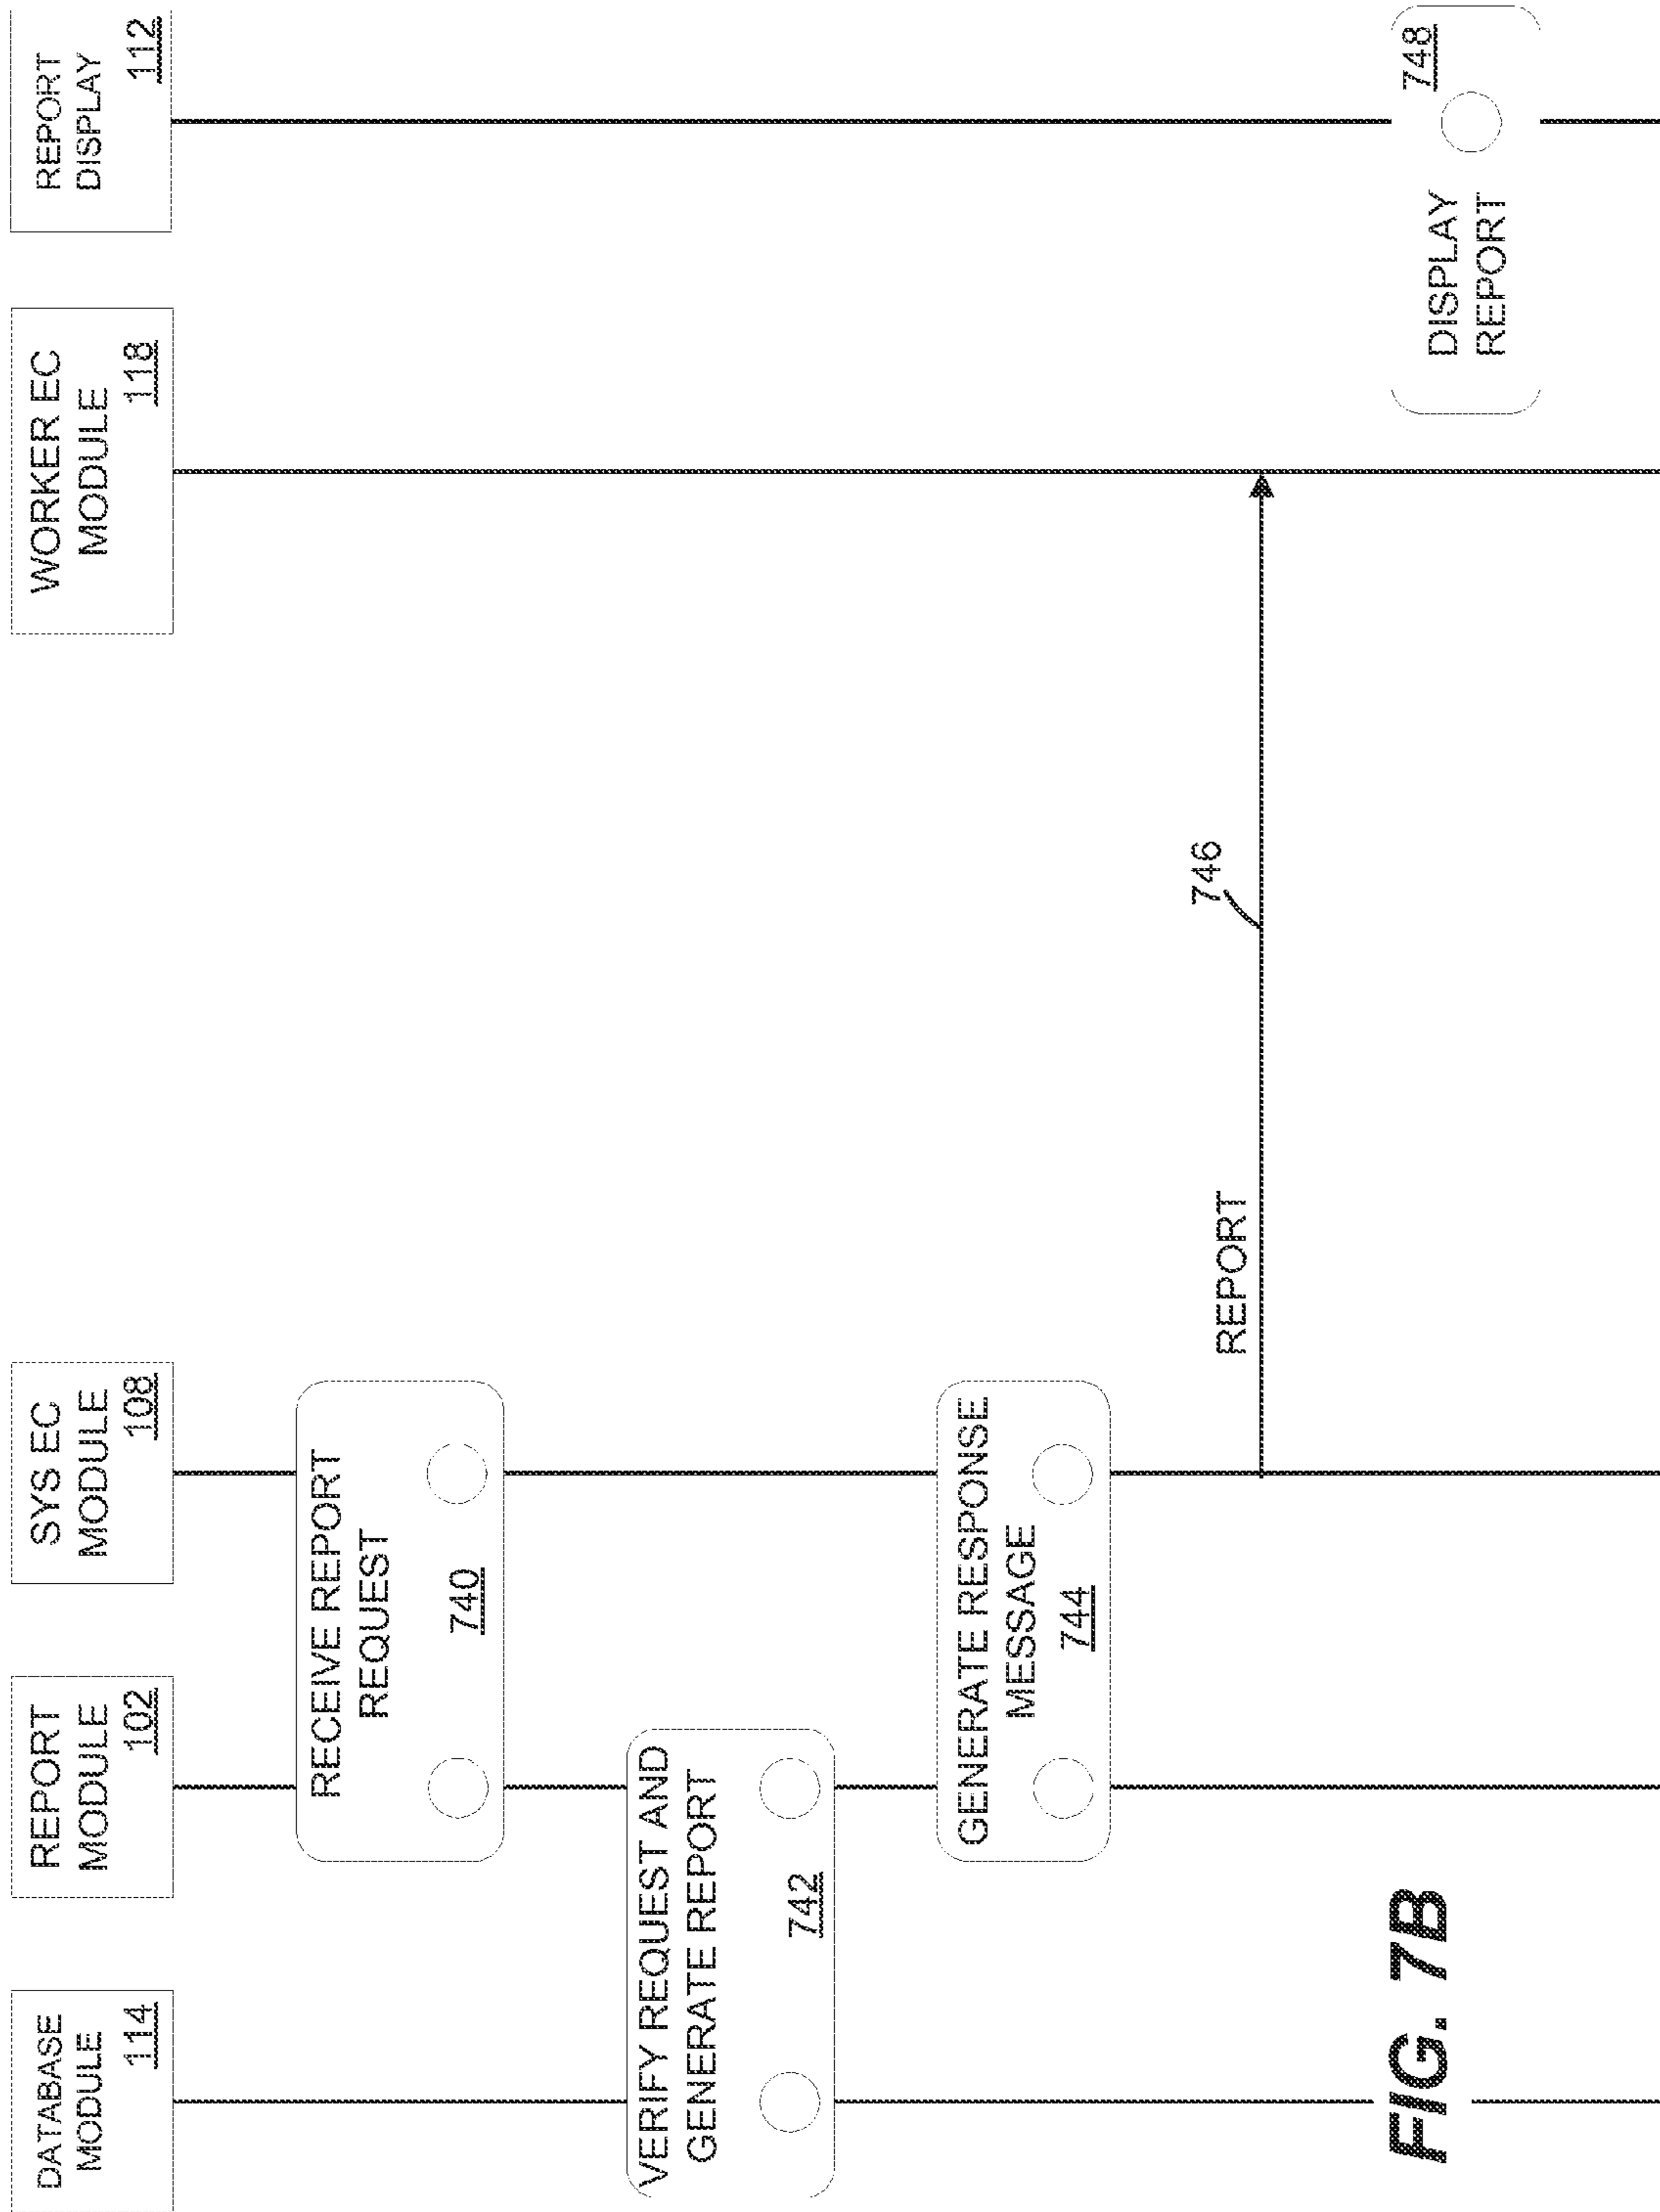 DATABASE
MODULE
114
REPORT
MODULE
102
SYS EC
MODULE
108
WORKER EC
MODULE
118
REPORT
DISPLAY
112
RECEIVE REPORT
REQUEST
740
VERIFY REQUEST AND
GENERATE REPORT
742
GENERATE RESPONSE
MESSAGE
744
REPORT
746
748
DISPLAY
REPORT
FIG. 7B